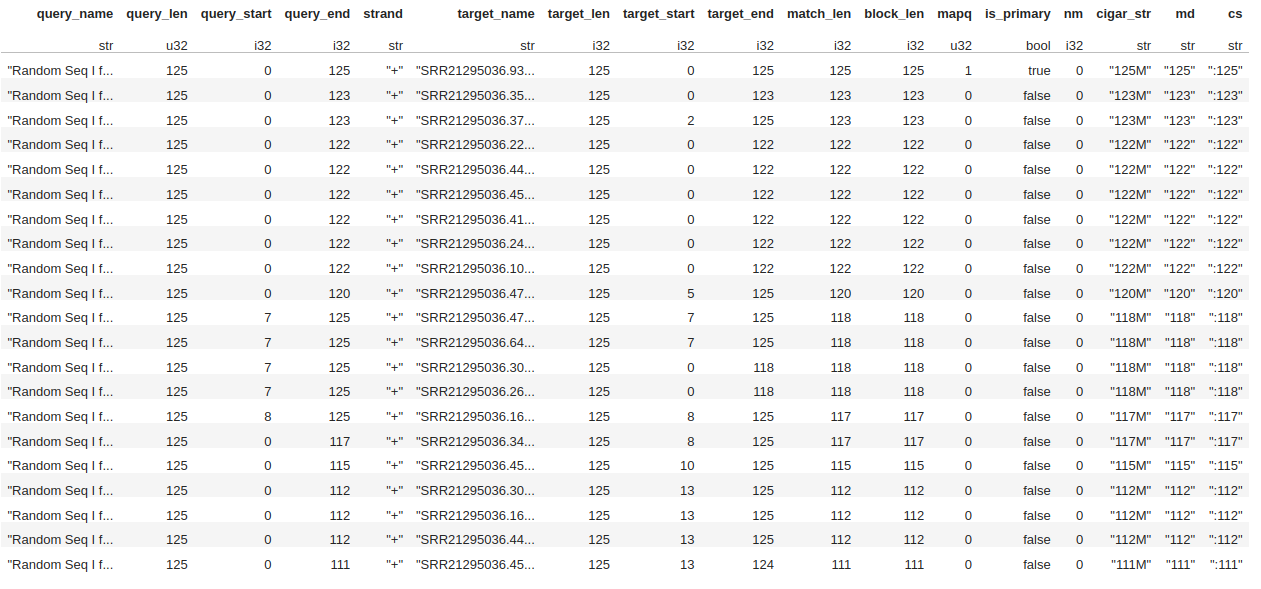 query_name query_len query_start query_end strand target_name target_len target_start target_end match_len block_len mapq is_primary nm cigar_str md cs
str u32 i32 i32 str str i32 i32 i32 i32 i32 u32 bool i32 str str str
"Random Seq I f... 125 0 125 "+" "SRR21295036.93... 125 0 125 125 125 1 true 0 "125M" "125" ":125"
"Random Seq I f... 125 0 123 "+" "SRR21295036.35... 125 0 123 123 123 0 false 0 "123M" "123" ":123"
"Random Seq I f... 125 0 123 "+" "SRR21295036.37... 125 2 125 123 123 0 false 0 "123M" "123" ":123"
"Random Seq I f... 125 0 122 "+" "SRR21295036.22... 125 0 122 122 122 0 false 0 "122M" "122" ":122"
"Random Seq I f... 125 0 122 "+" "SRR21295036.44... 125 0 122 122 122 0 false 0 "122M" "122" ":122"
"Random Seq I f... 125 0 122 "+" "SRR21295036.45... 125 0 122 122 122 0 false 0 "122M" "122" ":122"
"Random Seq I f... 125 0 122 "+" "SRR21295036.41... 125 0 122 122 122 0 false 0 "122M" "122" ":122"
"Random Seq I f... 125 0 122 "+" "SRR21295036.24... 125 0 122 122 122 0 false 0 "122M" "122" ":122"
"Random Seq I f... 125 0 122 "+" "SRR21295036.10... 125 0 122 122 122 0 false 0 "122M" "122" ":122"
"Random Seq I f... 125 0 120 "+" "SRR21295036.47... 125 5 125 120 120 0 false 0 "120M" "120" ":120"
"Random Seq I f... 125 7 125 "+" "SRR21295036.47... 125 7 125 118 118 0 false 0 "118M" "118" ":118"
"Random Seq I f... 125 7 125 "+" "SRR21295036.64... 125 7 125 118 118 0 false 0 "118M" "118" ":118"
"Random Seq I f... 125 7 125 "+" "SRR21295036.30... 125 0 118 118 118 0 false 0 "118M" "118" ":118"
"Random Seq I f... 125 7 125 "+" "SRR21295036.26... 125 0 118 118 118 0 false 0 "118M" "118" ":118"
"Random Seq I f... 125 8 125 "+" "SRR21295036.16... 125 8 125 117 117 0 false 0 "117M" "117" ":117"
"Random Seq I f... 125 0 117 "+" "SRR21295036.34... 125 8 125 117 117 0 false 0 "117M" "117" ":117"
"Random Seq I f... 125 0 115 "+" "SRR21295036.45... 125 10 125 115 115 0 false 0 "115M" "115" ":115"
"Random Seq I f... 125 0 112 "+" "SRR21295036.30... 125 13 125 112 112 0 false 0 "112M" "112" ":112"
"Random Seq I f... 125 0 112 "+" "SRR21295036.16... 125 13 125 112 112 0 false 0 "112M" "112" ":112"
"Random Seq I f... 125 0 112 "+" "SRR21295036.44... 125 13 125 112 112 0 false 0 "112M" "112" ":112"
"Random Seq I f... 125 0 111 "+" "SRR21295036.45... 125 13 124 111 111 0 false 0 "111M" "111" ":111"